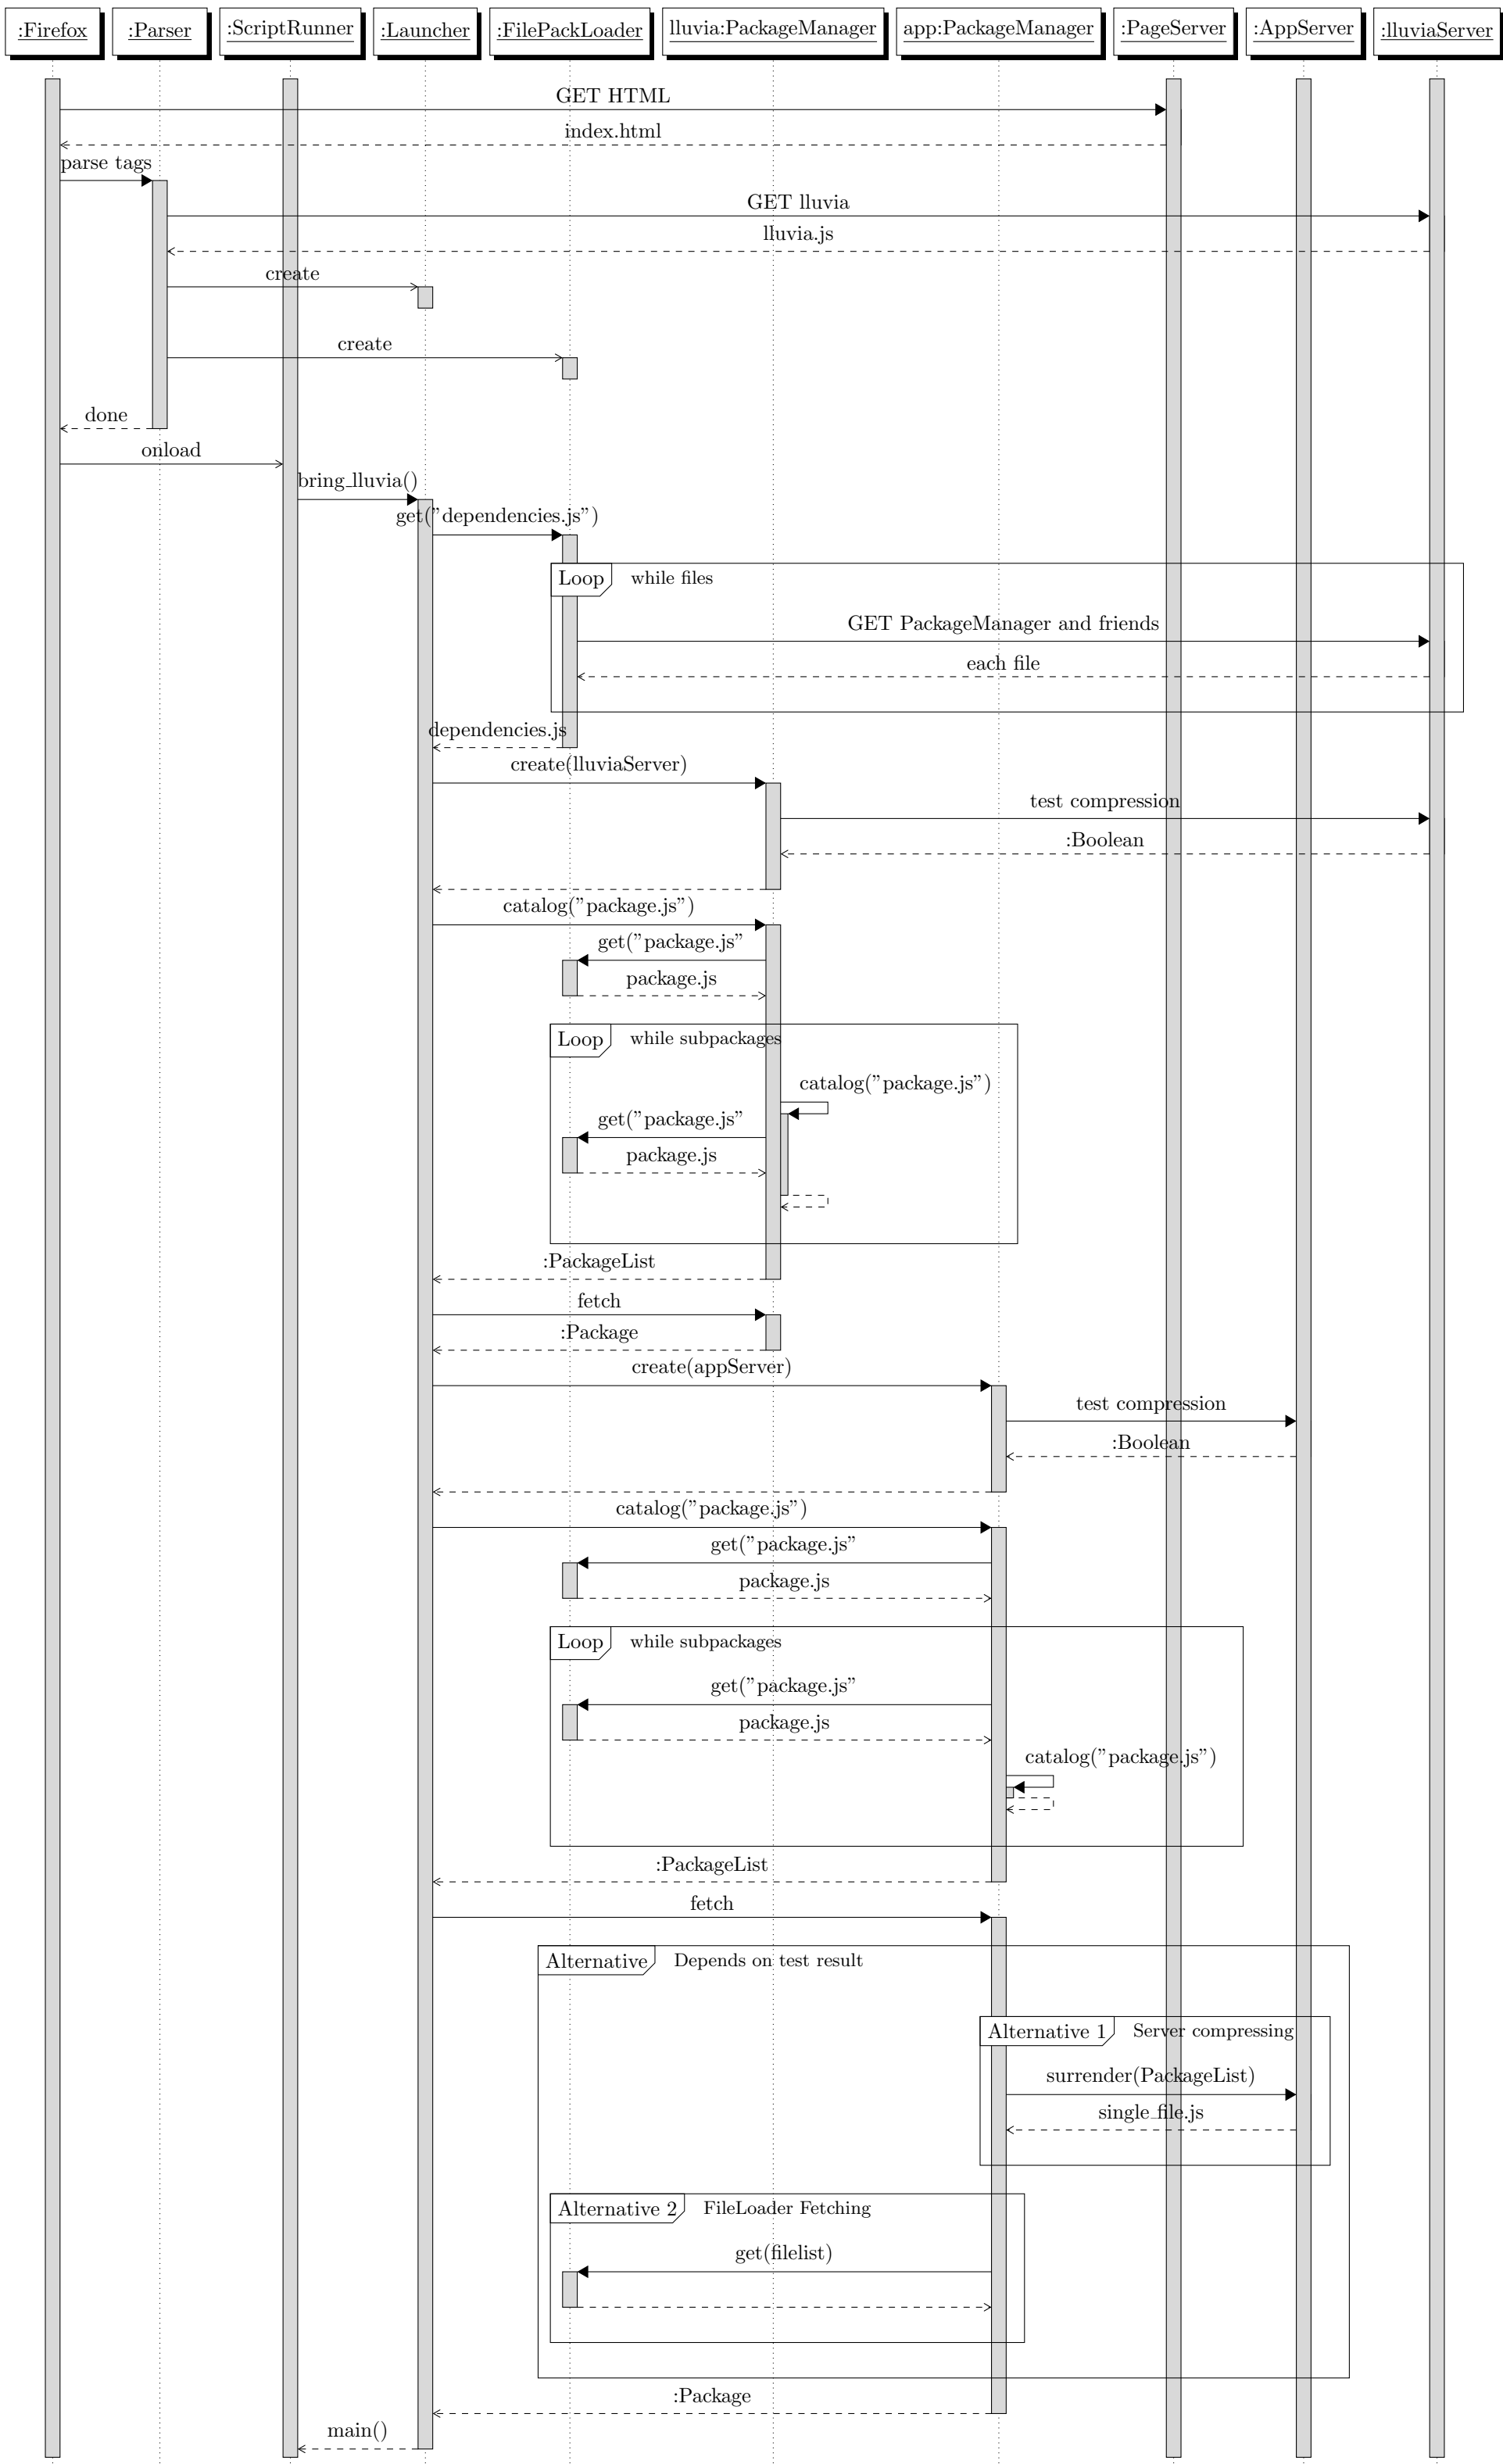 :Firefox
:Parser
:ScriptRunner
:Launcher
:FilePackLoader
lluvia:PackageManager
app:PackageManager
:PageServer
:AppServer
:lluviaServer
GET HTML
index.html
parse tags
GET lluvia
lluvia.js
create
create
done
onload
bring_lluvia()
get("dependencies.js")
Loop while files
GET PackageManager and friends
each file
dependencies.js
create(lluviaServer)
test compression
:Boolean
catalog("package.js")
get("package.js"
package.js
Loop while subpackages
catalog("package.js")
get("package.js"
package.js
:PackageList
fetch
:Package
create(appServer)
test compression
:Boolean
catalog("package.js")
get("package.js"
package.js
Loop while subpackages
get("package.js"
package.js
catalog("package.js")
:PackageList
fetch
Alternative Depends on test result
Alternative 1 Server compressing
surrender(PackageList)
single_file.js
Alternative 2 FileLoader Fetching
get(filelist)
:Package
main()